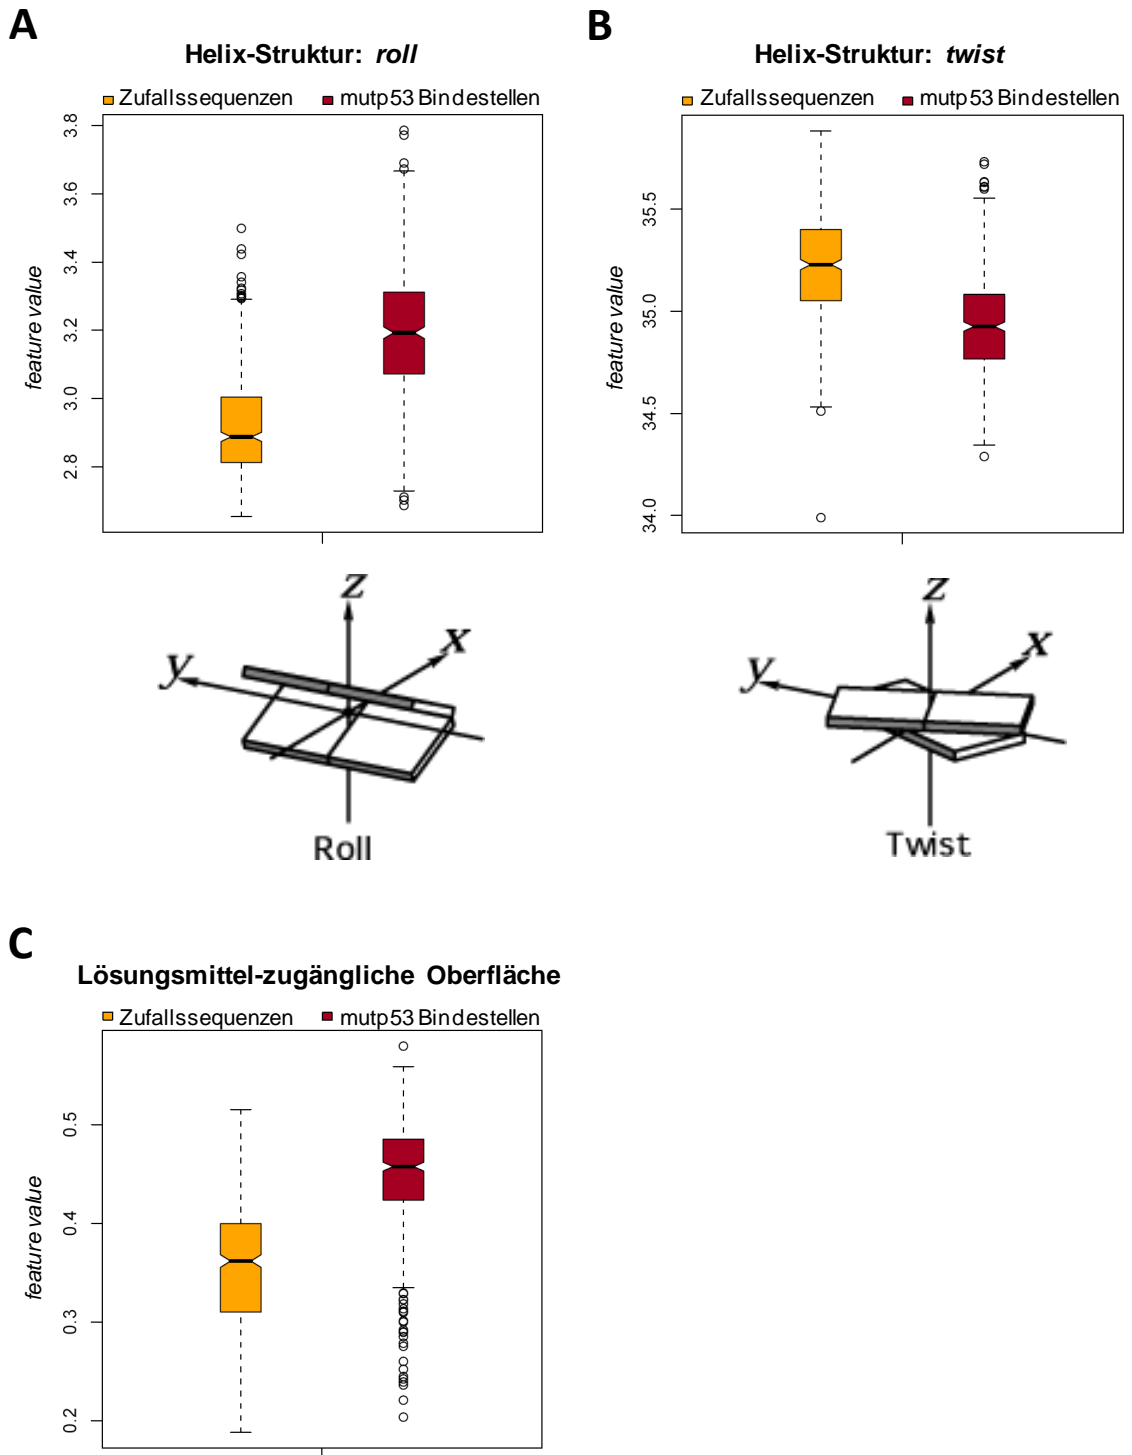 A
Helix-Struktur: roll
Zufallssequenzen mutp53 Bindestellen
3.8
3.6
3.4
3.2
3.0
2.8
feature value
z
x
y
Roll
B
Helix-Struktur: twist
Zufallssequenzen mutp53 Bindestellen
35.5
35.0
34.5
34.0
feature value
z
x
y
Twist
C
Lösungsmittel-zugängliche Oberfläche
Zufallssequenzen mutp53 Bindestellen
0.5
0.4
0.3
0.2
feature value